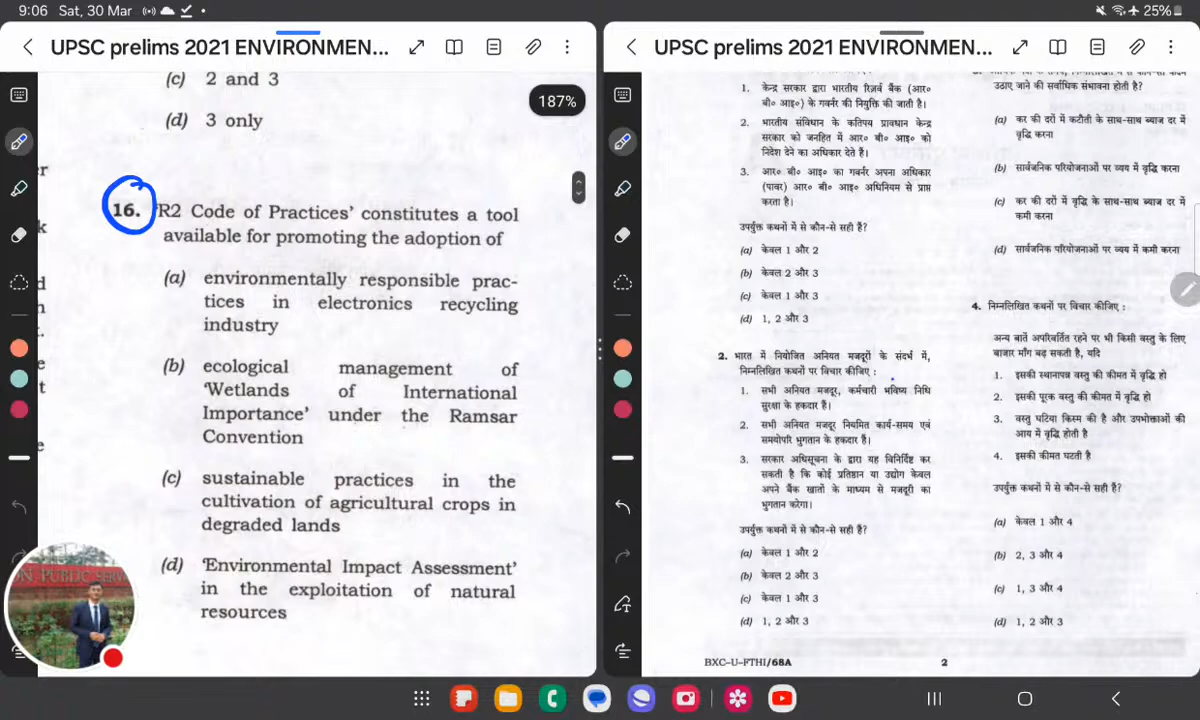 9:06 Sat, 30 Mar
25%
UPSC prelims 2021 ENVIRONMEN...
(c) 2 and 3
187%
(d) 3 only
er
16. 'R2 Code of Practices' constitutes a tool
k
available for promoting the adoption of
(a) environmentally responsible prac-
d
tices in electronics recycling
n
industry
(b) ecological management of
e
'Wetlands of International
t
Importance' under the Ramsar
Convention
e
(c) sustainable practices in the
cultivation of agricultural crops in
degraded lands
(d) 'Environmental Impact Assessment'
in the exploitation of natural
resources
ON PUBLIC SERV
UPSC prelims 2021 ENVIRONMEN...
1. केन्द्र सरकार द्वारा भारतीय रिज़र्व बैंक (आर०
बी० आइ०) के गवर्नर की नियुक्ति की जाती है।
2. भारतीय संविधान के कतिपय प्रावधान केन्द्र
सरकार को जनहित में आर० बी० आइ० को
निदेश देने का अधिकार देते हैं।
3. आर० बी० आइ० का गवर्नर अपना अधिकार
(पावर) आर० बी० आइ० अधिनियम से प्राप्त
करता है।
उपर्युक्त कथनों में से कौन-से सही हैं?
(a) केवल 1 और 2
(b) केवल 2 और 3
(c) केवल 1 और 3
(d) 1, 2 और 3
2. भारत में नियोजित अनियत मजदूरों के संदर्भ में,
निम्नलिखित कथनों पर विचार कीजिए :
1. सभी अनियत मजदूर, कर्मचारी भविष्य निधि
सुरक्षा के हकदार हैं।
2. सभी अनियत मजदूर नियमित कार्य-समय एवं
समयोपरि भुगतान के हकदार हैं।
3. सरकार अधिसूचना के द्वारा यह विनिर्दिष्ट कर
सकती है कि कोई प्रतिष्ठान या उद्योग केवल
अपने बैंक खातों के माध्यम से मजदूरी का
भुगतान करेगा।
उपर्युक्त कथनों में से कौन-से सही हैं?
(a) केवल 1 और 2
(b) केवल 2 और 3
(c) केवल 1 और 3
(d) 1, 2 और 3
BXC-U-FTHI/68A
2
उठाए जाने की सर्वाधिक संभावना होती है?
(a) कर की दरों में कटौती के साथ-साथ ब्याज दर में
वृद्धि करना
(b) सार्वजनिक परियोजनाओं पर व्यय में वृद्धि करना
(c) कर की दरों में वृद्धि के साथ-साथ ब्याज दर में
कमी करना
(d) सार्वजनिक परियोजनाओं पर व्यय में कमी करना
4. निम्नलिखित कथनों पर विचार कीजिए :
अन्य बातें अपरिवर्तित रहने पर भी किसी वस्तु के लिए
बाजार माँग बढ़ सकती है, यदि
1. इसकी स्थानापन्न वस्तु की कीमत में वृद्धि हो
2. इसकी पूरक वस्तु की कीमत में वृद्धि हो
3. वस्तु घटिया किस्म की है और उपभोक्ताओं की
आय में वृद्धि होती है
4. इसकी कीमत घटती है
उपर्युक्त कथनों में से कौन-से सही हैं?
(a) केवल 1 और 4
(b) 2, 3 और 4
(c) 1, 3 और 4
(d) 1, 2 और 3